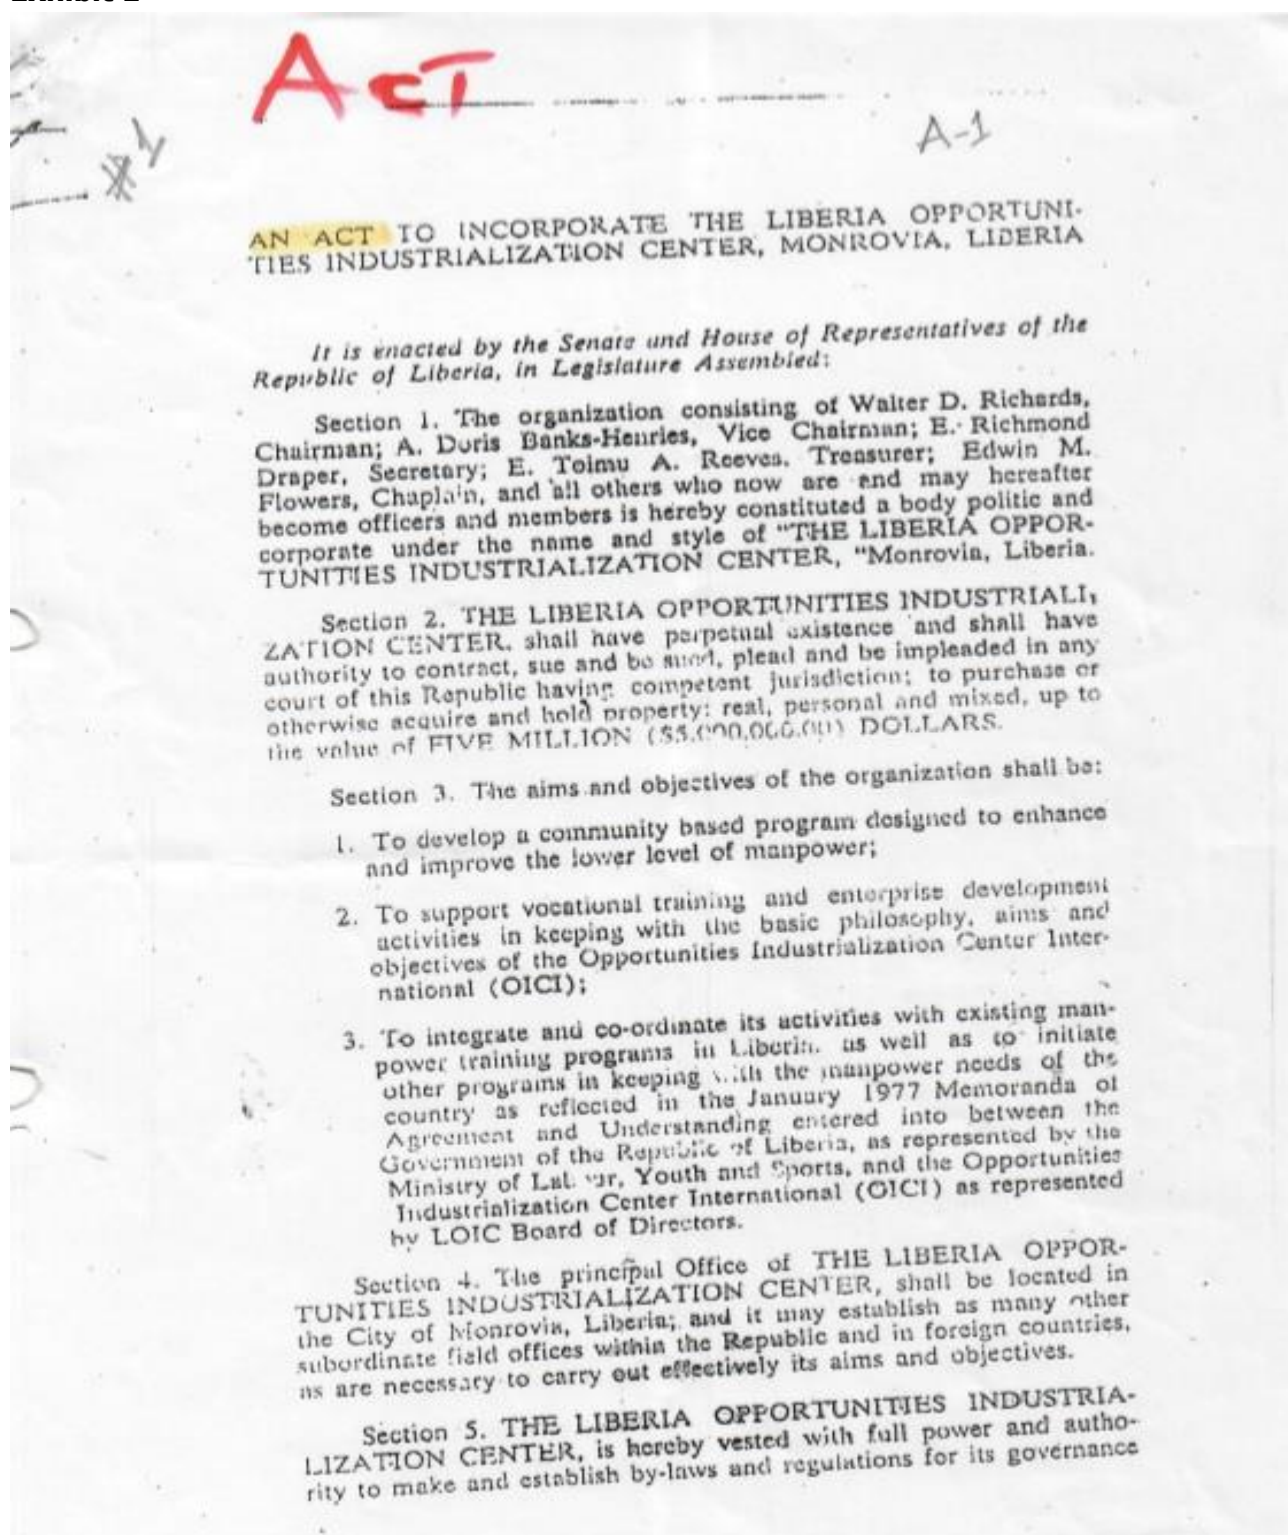 ACT
A-1
AN ACT TO INCORPORATE THE LIBERIA OPPORTUNI-
TIES INDUSTRIALIZATION CENTER, MONROVIA, LIBERIA
It is enacted by the Senate and House of Representatives of the
Republic of Liberia, in Legislature Assembled:
Section 1. The organization consisting of Walter D. Richards,
Chairman; A. Doris Banks-Henries, Vice Chairman; E. Richmond
Draper, Secretary; E. Toimu A. Reeves, Treasurer; Edwin M.
Flowers, Chaplain, and all others who now are and may hereafter
become officers and members is hereby constituted a body politic and
corporate under the name and style of "THE LIBERIA OPPOR-
TUNITIES INDUSTRIALIZATION CENTER, "Monrovia, Liberia.
Section 2. THE LIBERIA OPPORTUNITIES INDUSTRIALI,
ZATION CENTER, shall have perpetual existence and shall have
authority to contract, sue and be sued, plead and be impleaded in any
court of this Republic having competent jurisdiction; to purchase or
otherwise acquire and hold property: real, personal and mixed, up to
the value of FIVE MILLION ($5,000,000.00) DOLLARS.
Section 3. The aims and objectives of the organization shall be:
1. To develop a community based program designed to enhance
and improve the lower level of manpower;
2. To support vocational training and enterprise development
activities in keeping with the basic philosophy, aims and
objectives of the Opportunities Industrialization Center Inter-
national (OICI);
3. To integrate and co-ordinate its activities with existing man-
power training programs in Liberia, as well as to initiate
other programs in keeping with the manpower needs of the
country as reflected in the January 1977 Memoranda of
Agreement and Understanding entered into between the
Government of the Republic of Liberia, as represented by the
Ministry of Labour, Youth and Sports, and the Opportunities
Industrialization Center International (OICI) as represented
by LOIC Board of Directors.
Section 4. The principal Office of THE LIBERIA OPPOR-
TUNITIES INDUSTRIALIZATION CENTER, shall be located in
the City of Monrovia, Liberia; and it may establish as many other
subordinate field offices within the Republic and in foreign countries,
as are necessary to carry out effectively its aims and objectives.
Section 5. THE LIBERIA OPPORTUNITIES INDUSTRIA-
LIZATION CENTER, is hereby vested with full power and autho-
rity to make and establish by-laws and regulations for its governance